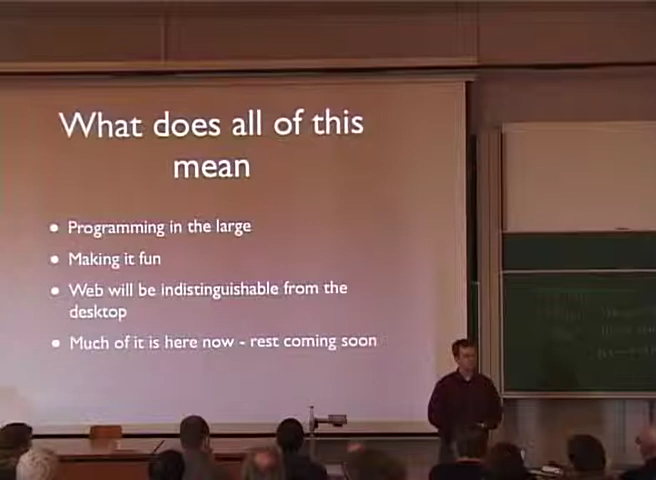 What does all of this
mean
• Programming in the large
• Making it fun
• Web will be indistinguishable from the
desktop
• Much of it is here now - rest coming soon